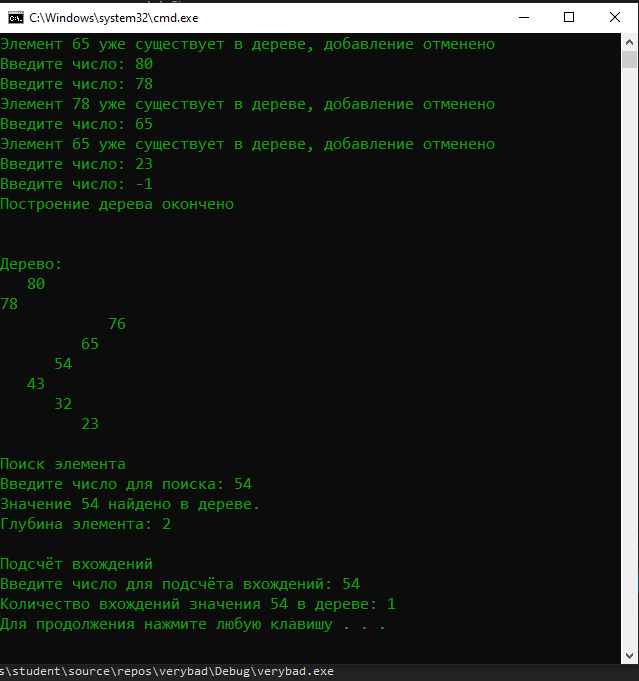 C:\Windows\system32\cmd.exe
Элемент 65 уже существует в дереве, добавление отменено
Введите число: 80
Введите число: 78
Элемент 78 уже существует в дереве, добавление отменено
Введите число: 65
Элемент 65 уже существует в дереве, добавление отменено
Введите число: 23
Введите число: -1
Построение дерева окончено
Дерево:
80
78
76
65
54
43
32
23
Поиск элемента
Введите число для поиска: 54
Значение 54 найдено в дереве.
Глубина элемента: 2
Подсчёт вхождений
Введите число для подсчёта вхождений: 54
Количество вхождений значения 54 в дереве: 1
Для продолжения нажмите любую клавишу . . .
s\student\source\repos\verybad\Debug\verybad.exe